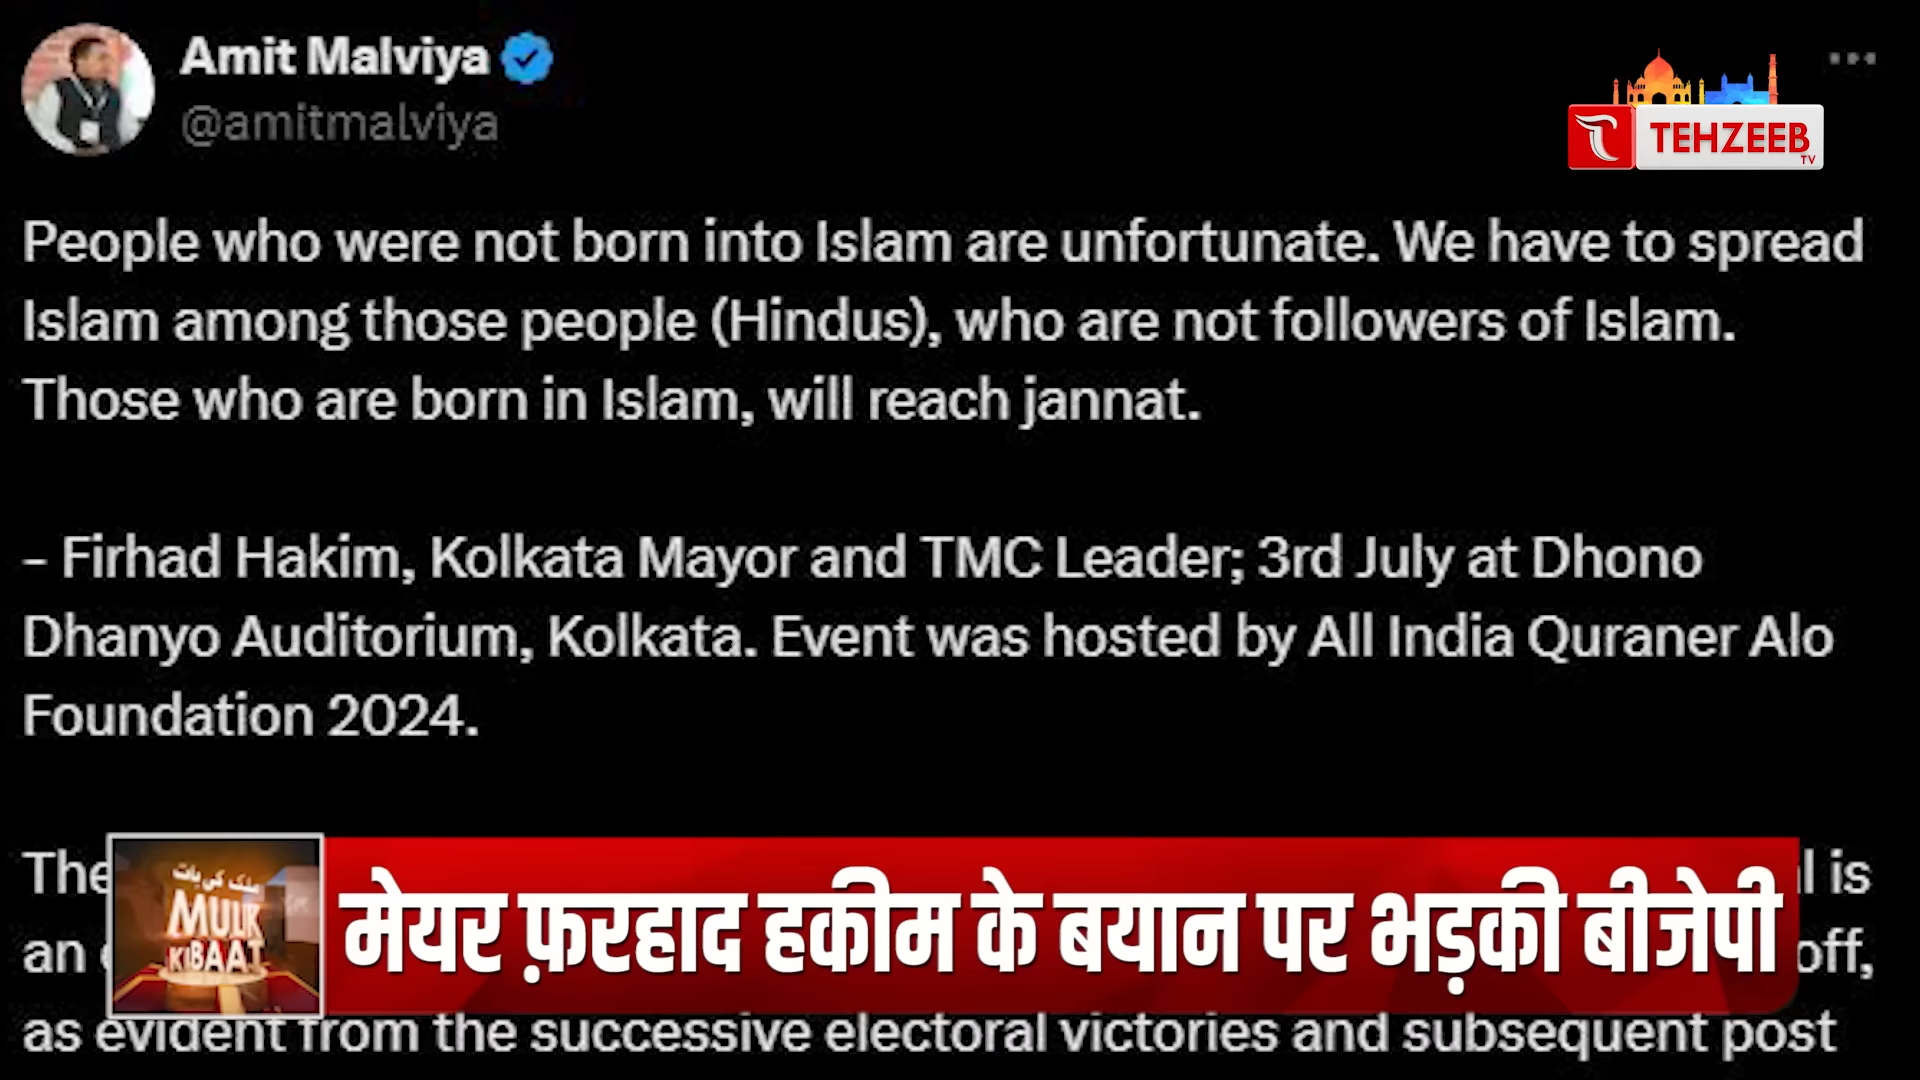 Amit Malviya
@amitmalviya
TEHZEEB
TV
People who were not born into Islam are unfortunate. We have to spread
Islam among those people (Hindus), who are not followers of Islam.
Those who are born in Islam, will reach jannat.
– Firhad Hakim, Kolkata Mayor and TMC Leader; 3rd July at Dhono
Dhanyo Auditorium, Kolkata. Event was hosted by All India Quraner Alo
Foundation 2024.
is
an off,
as evident from the successive electoral victories and subsequent post
ملک کی بات
MULK
KI BAAT
मेयर फ़रहाद हकीम के बयान पर भड़की बीजेपी